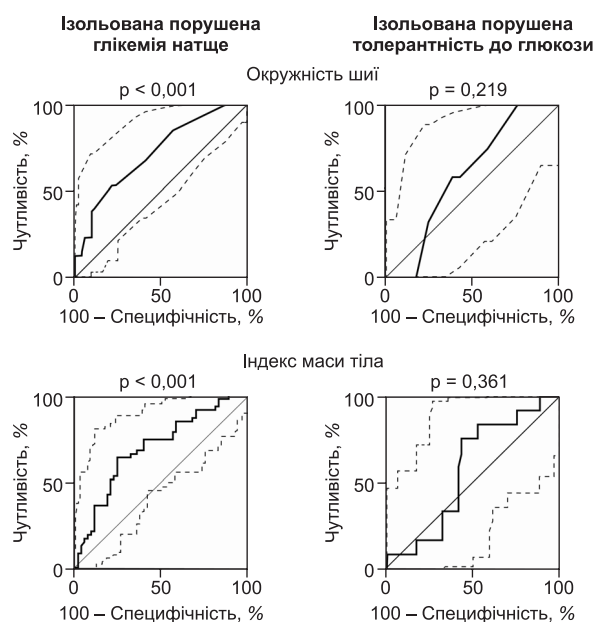 Ізольована порушена
глікемія натще
Ізольована порушена
толерантність до глюкози
Окружність шиї
p < 0,001
p = 0,219
Чутливість, %
100
50
0
0 50 100
100 – Специфічність, %
Чутливість, %
100
50
0
0 50 100
100 – Специфічність, %
Індекс маси тіла
p < 0,001
p = 0,361
Чутливість, %
100
50
0
0 50 100
100 – Специфічність, %
Чутливість, %
100
50
0
0 50 100
100 – Специфічність, %